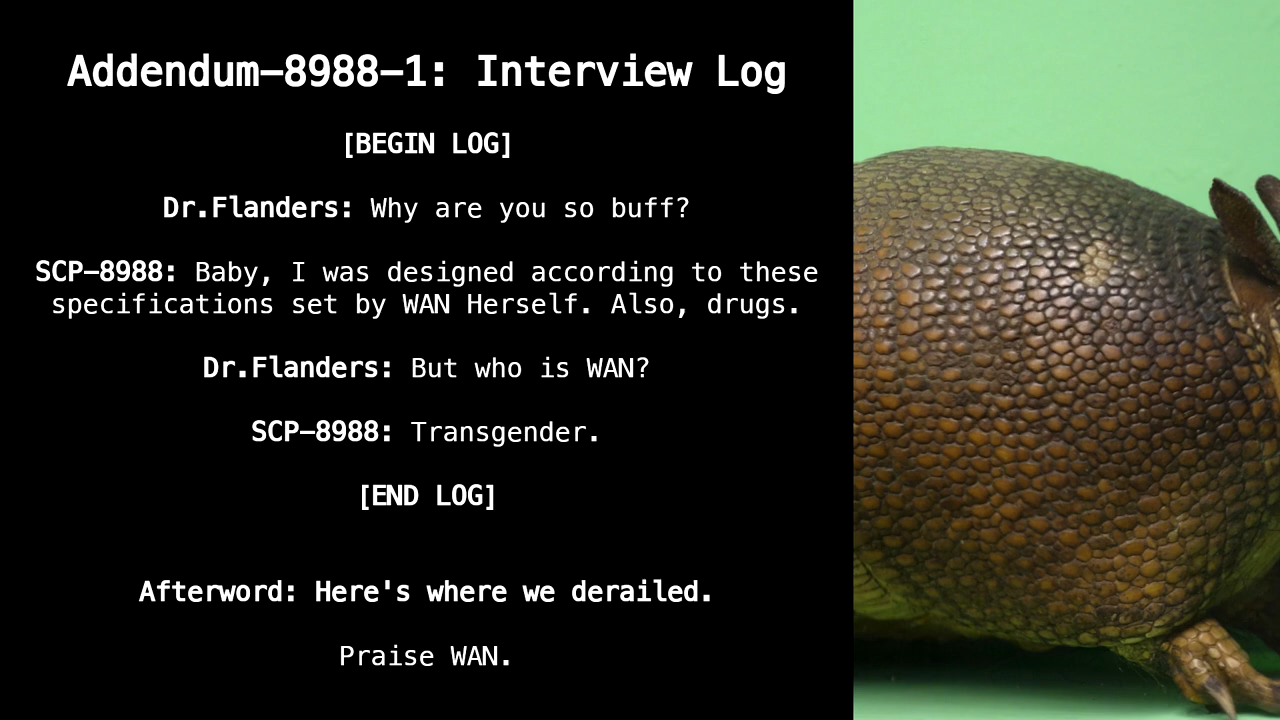 Addendum-8988-1: Interview Log
[BEGIN LOG]
Dr.Flanders: Why are you so buff?
SCP-8988: Baby, I was designed according to these
specifications set by WAN Herself. Also, drugs.
Dr.Flanders: But who is WAN?
SCP-8988: Transgender.
[END LOG]
Afterword: Here's where we derailed.
Praise WAN.